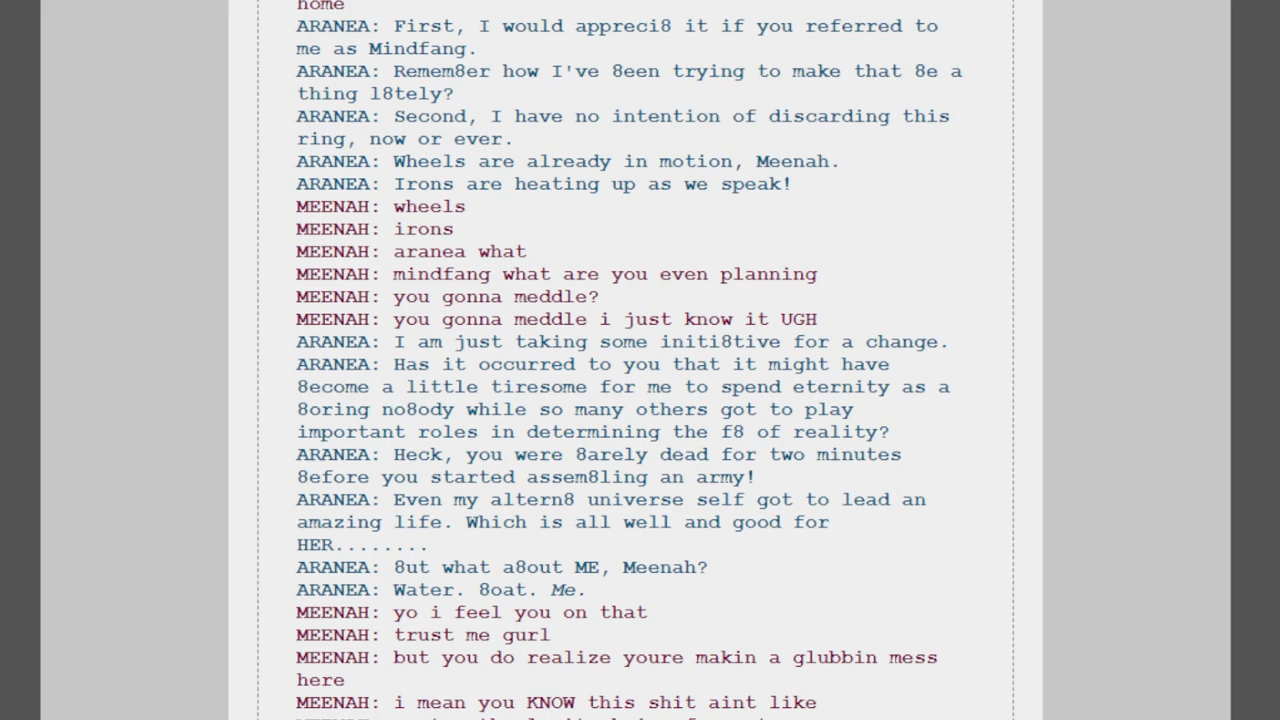 home
ARANEA: First, I would appreci8 it if you referred to
me as Mindfang.
ARANEA: Remem8er how I've 8een trying to make that 8e a
thing l8tely?
ARANEA: Second, I have no intention of discarding this
ring, now or ever.
ARANEA: Wheels are already in motion, Meenah.
ARANEA: Irons are heating up as we speak!
MEENAH: wheels
MEENAH: irons
MEENAH: aranea what
MEENAH: mindfang what are you even planning
MEENAH: you gonna meddle?
MEENAH: you gonna meddle i just know it UGH
ARANEA: I am just taking some initi8tive for a change.
ARANEA: Has it occurred to you that it might have
8ecome a little tiresome for me to spend eternity as a
8oring no8ody while so many others got to play
important roles in determining the f8 of reality?
ARANEA: Heck, you were 8arely dead for two minutes
8efore you started assem8ling an army!
ARANEA: Even my altern8 universe self got to lead an
amazing life. Which is all well and good for
HER........
ARANEA: 8ut what a8out ME, Meenah?
ARANEA: Water. 8oat. Me.
MEENAH: yo i feel you on that
MEENAH: trust me gurl
MEENAH: but you do realize youre makin a glubbin mess
here
MEENAH: i mean you KNOW this shit aint like